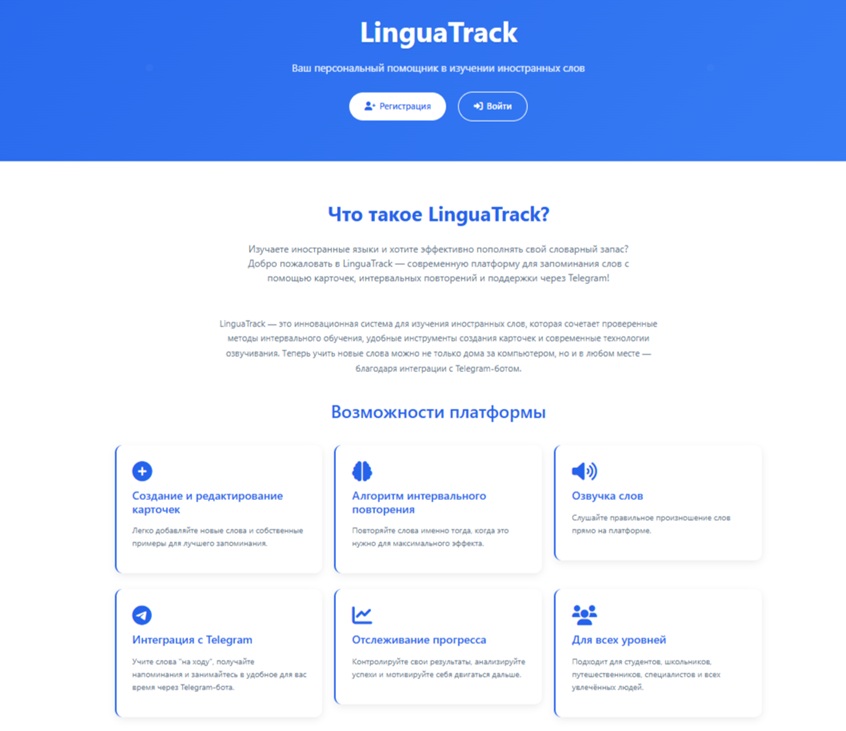 LinguaTrack
Ваш персональный помощник в изучении иностранных слов
Регистрация
Войти
Что такое LinguaTrack?
Изучаете иностранные языки и хотите эффективно пополнять свой словарный запас?
Добро пожаловать в LinguaTrack — современную платформу для запоминания слов с
помощью карточек, интервальных повторений и поддержки через Telegram!
LinguaTrack — это инновационная система для изучения иностранных слов, которая сочетает проверенные
методы интервального обучения, удобные инструменты создания карточек и современные технологии
озвучивания. Теперь учить новые слова можно не только дома за компьютером, но и в любом месте —
благодаря интеграции с Telegram-ботом.
Возможности платформы
Создание и редактирование
карточек
Легко добавляйте новые слова и собственные
примеры для лучшего запоминания.
Алгоритм интервального
повторения
Повторяйте слова именно тогда, когда это
нужно для максимального эффекта.
Озвучка слов
Слушайте правильное произношение слов
прямо на платформе.
Интеграция с Telegram
Учите слова "на ходу", получайте
напоминания и занимайтесь в удобное для вас
время через Telegram-бота.
Отслеживание прогресса
Контролируйте свои результаты, анализируйте
успехи и мотивируйте себя двигаться дальше.
Для всех уровней
Подходит для студентов, школьников,
путешественников, специалистов и всех
увлечённых людей.